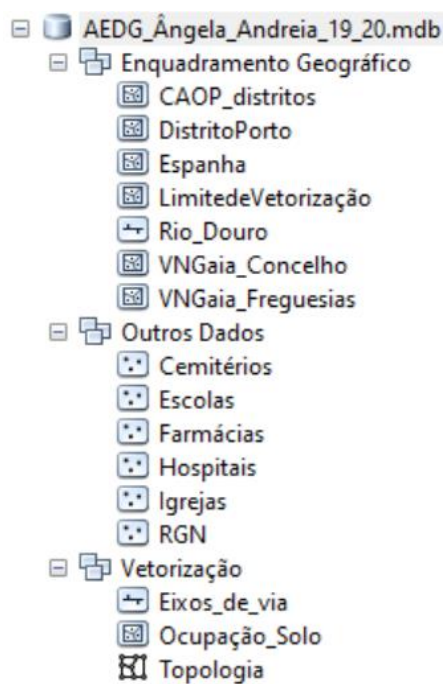 AEDG_Ângela_Andreia_19_20.mdb
Enquadramento Geográfico
CAOP_distritos
DistritoPorto
Espanha
LimitedeVetorização
Rio_Douro
VNGaia_Concelho
VNGaia_Freguesias
Outros Dados
Cemitérios
Escolas
Farmácias
Hospitais
Igrejas
RGN
Vetorização
Eixos_de_via
Ocupação_Solo
Topologia